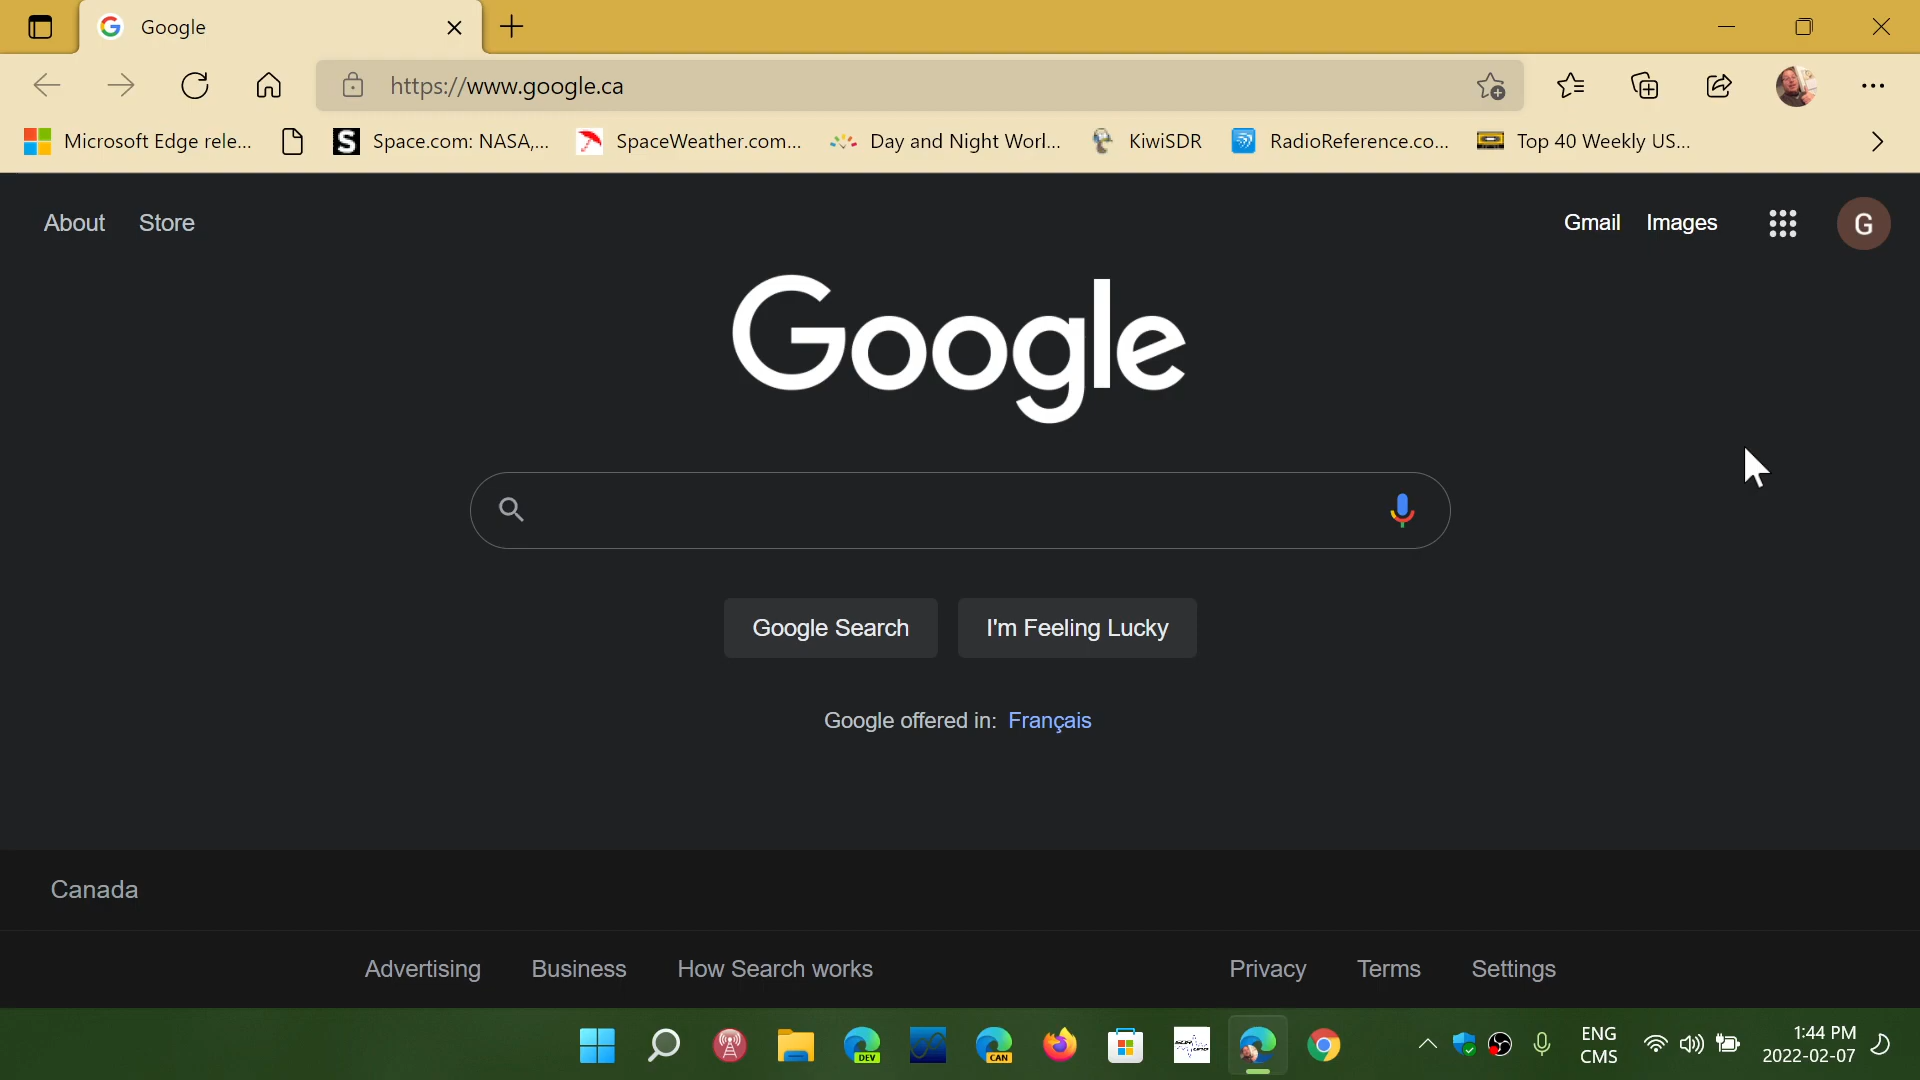 Google
https://www.google.ca
Microsoft Edge rele...
S Space.com: NASA,...
SpaceWeather.com...
Day and Night Worl...
KiwiSDR
RadioReference.co...
Top 40 Weekly US...
About Store
Gmail Images
G
Google
Google Search
I'm Feeling Lucky
Google offered in: Français
Canada
Advertising Business How Search works
Privacy Terms Settings
DEV
CAN
ENG
CMS
1:44 PM
2022-02-07